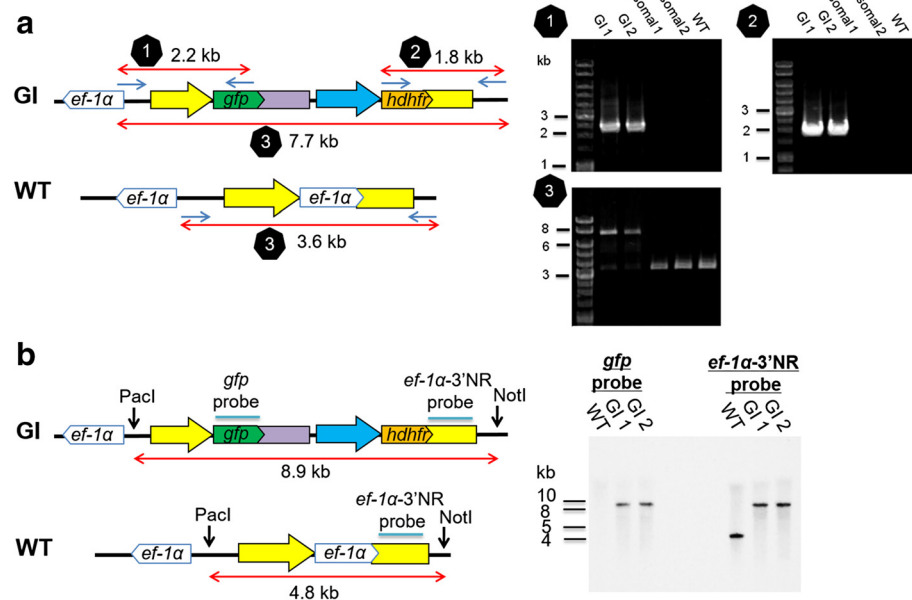 a
1
2.2 kb
2
1.8 kb
GI
ef-1α
gfp
hdhfr
3
7.7 kb
WT
ef-1α
ef-1α
3
3.6 kb
1
GI 1
GI 2
WT
kb
3
2
1
2
GI 1
GI 2
WT
3
2
1
3
8
6
3
b
PacI
gfp
probe
ef-1α-3'NR
probe
NotI
GI
ef-1α
gfp
hdhfr
8.9 kb
PacI
ef-1α-3'NR
probe
NotI
WT
ef-1α
ef-1α
4.8 kb
gfp
probe
ef-1α-3'NR
probe
WT
GI 1
GI 2
WT
GI 1
GI 2
kb
10
8
5
4